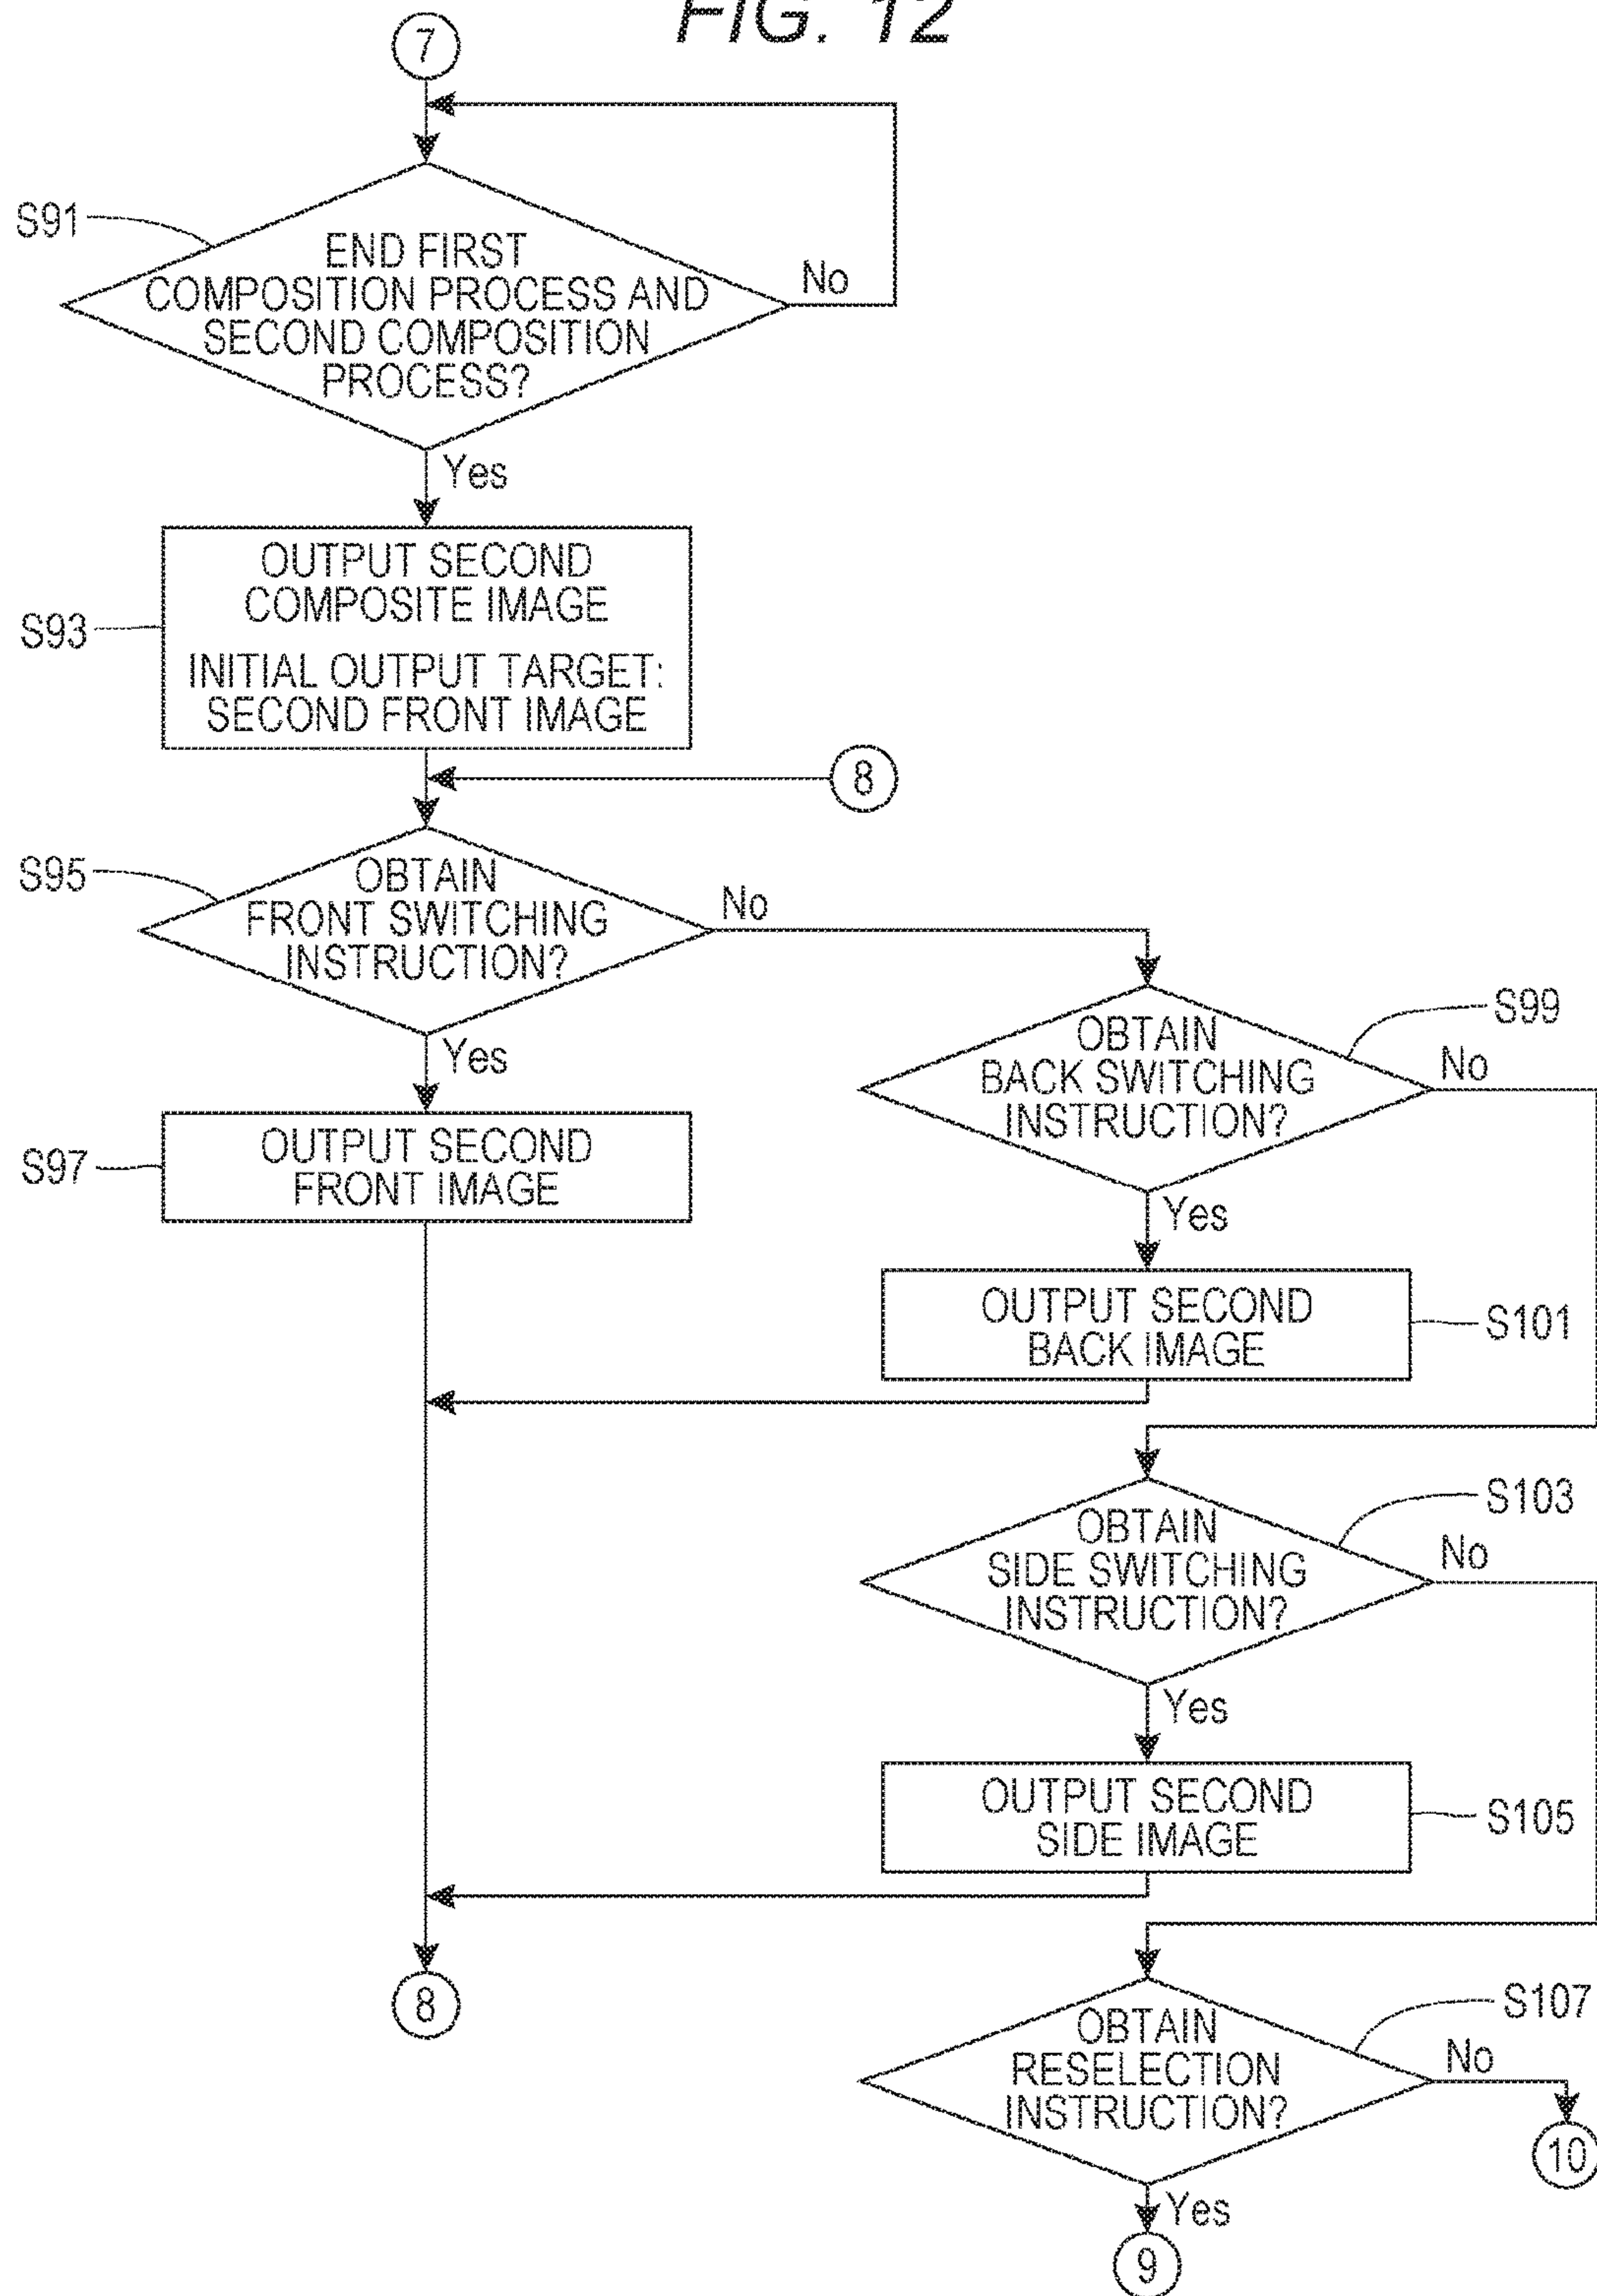 FIG. 12
7
S91
END FIRST
COMPOSITION PROCESS AND
SECOND COMPOSITION
PROCESS?
No
Yes
S93
OUTPUT SECOND
COMPOSITE IMAGE
INITIAL OUTPUT TARGET:
SECOND FRONT IMAGE
8
S95
OBTAIN
FRONT SWITCHING
INSTRUCTION?
No
Yes
S97
OUTPUT SECOND
FRONT IMAGE
S99
OBTAIN
BACK SWITCHING
INSTRUCTION?
No
Yes
OUTPUT SECOND
BACK IMAGE
S101
S103
OBTAIN
SIDE SWITCHING
INSTRUCTION?
No
Yes
OUTPUT SECOND
SIDE IMAGE
S105
8
S107
OBTAIN
RESELECTION
INSTRUCTION?
No
10
Yes
9